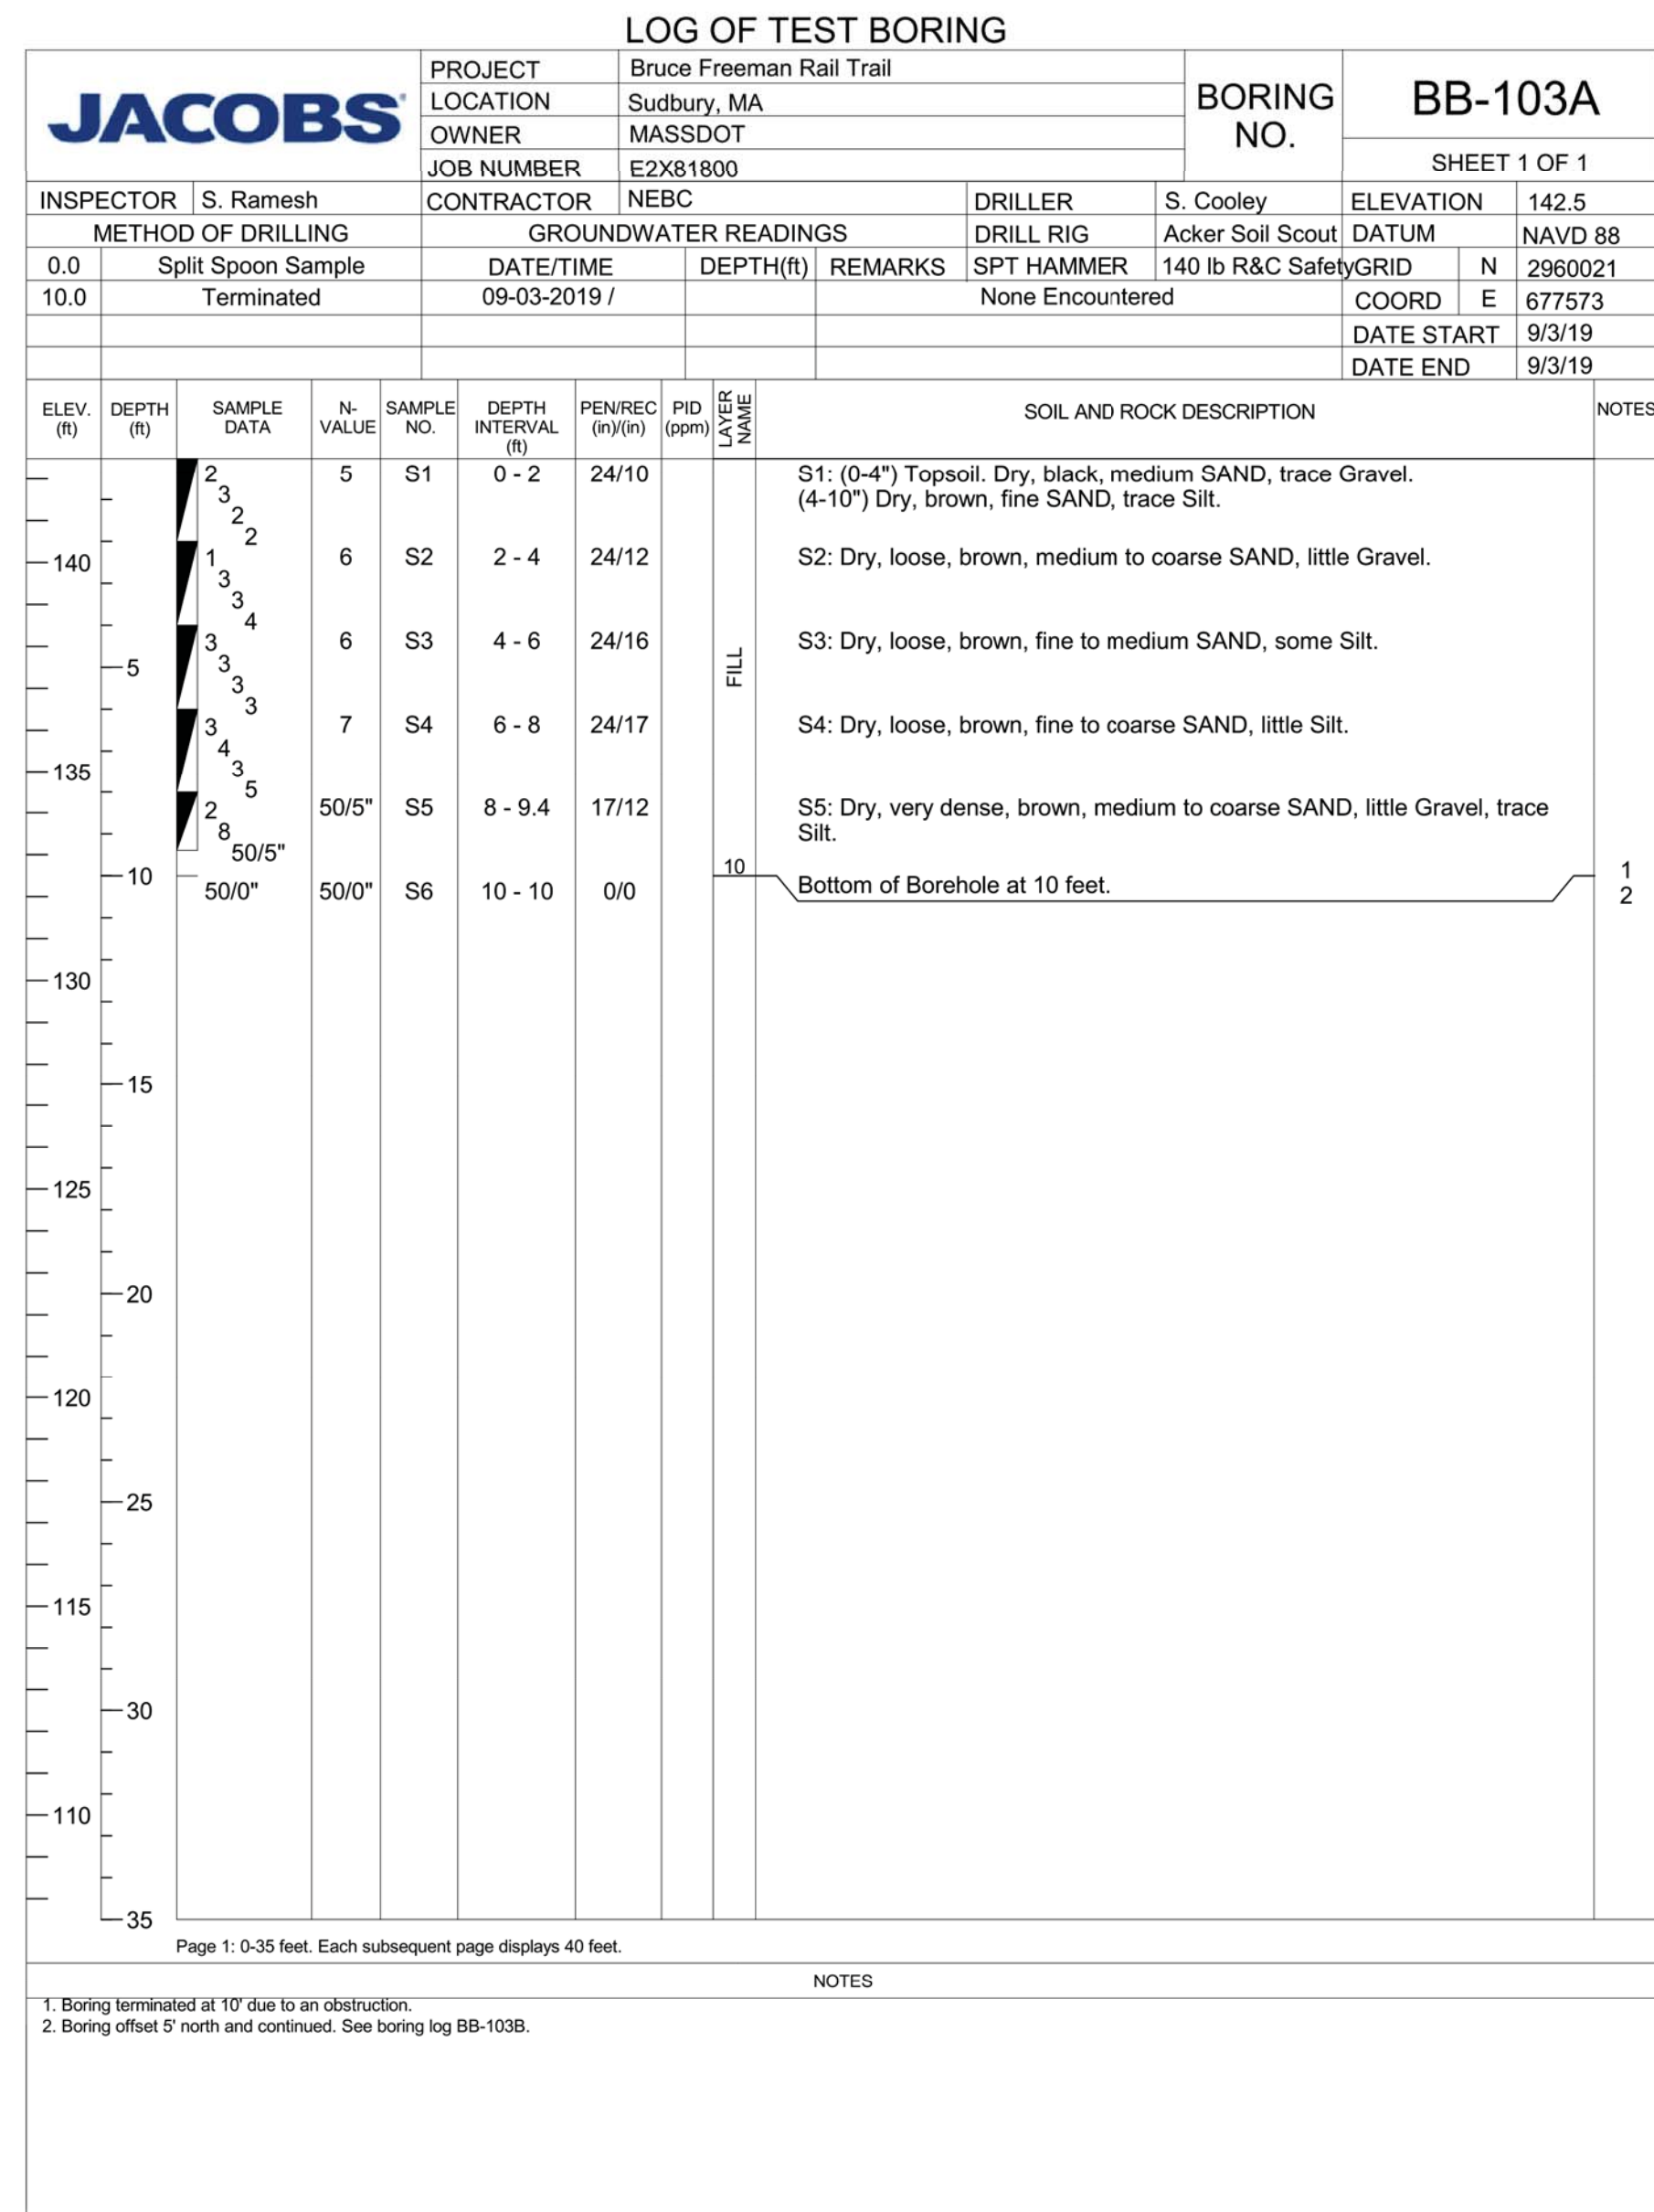 LOG OF TEST BORING
JACOBS
PROJECT Bruce Freeman Rail Trail
LOCATION Sudbury, MA
OWNER MASSDOT
JOB NUMBER E2X81800
BORING NO. BB-103A
SHEET 1 OF 1
INSPECTOR S. Ramesh CONTRACTOR NEBC DRILLER S. Cooley ELEVATION 142.5
METHOD OF DRILLING GROUNDWATER READINGS DRILL RIG Acker Soil Scout DATUM NAVD 88
0.0 Split Spoon Sample DATE/TIME DEPTH(ft) REMARKS SPT HAMMER 140 lb R&C Safety GRID N 2960021
10.0 Terminated 09-03-2019 / None Encountered COORD E 677573
DATE START 9/3/19
DATE END 9/3/19
ELEV. (ft) DEPTH (ft) SAMPLE DATA N-VALUE SAMPLE NO. DEPTH INTERVAL (ft) PEN/REC (in)/(in) PID (ppm) LAYER NAME SOIL AND ROCK DESCRIPTION NOTES
2 5 S1 0 - 2 24/10 S1: (0-4") Topsoil. Dry, black, medium SAND, trace Gravel.
3 (4-10") Dry, brown, fine SAND, trace Silt.
2
2
140 1 6 S2 2 - 4 24/12 S2: Dry, loose, brown, medium to coarse SAND, little Gravel.
3
3
4
3 6 S3 4 - 6 24/16 S3: Dry, loose, brown, fine to medium SAND, some Silt.
5 3 FILL
3
3
3 7 S4 6 - 8 24/17 S4: Dry, loose, brown, fine to coarse SAND, little Silt.
4
135 3
5
2 50/5" S5 8 - 9.4 17/12 S5: Dry, very dense, brown, medium to coarse SAND, little Gravel, trace
8 Silt.
50/5"
10 10 1
50/0" 50/0" S6 10 - 10 0/0 Bottom of Borehole at 10 feet. 2
130
15
125
20
120
25
115
30
110
35
Page 1: 0-35 feet. Each subsequent page displays 40 feet.
NOTES
1. Boring terminated at 10' due to an obstruction.
2. Boring offset 5' north and continued. See boring log BB-103B.